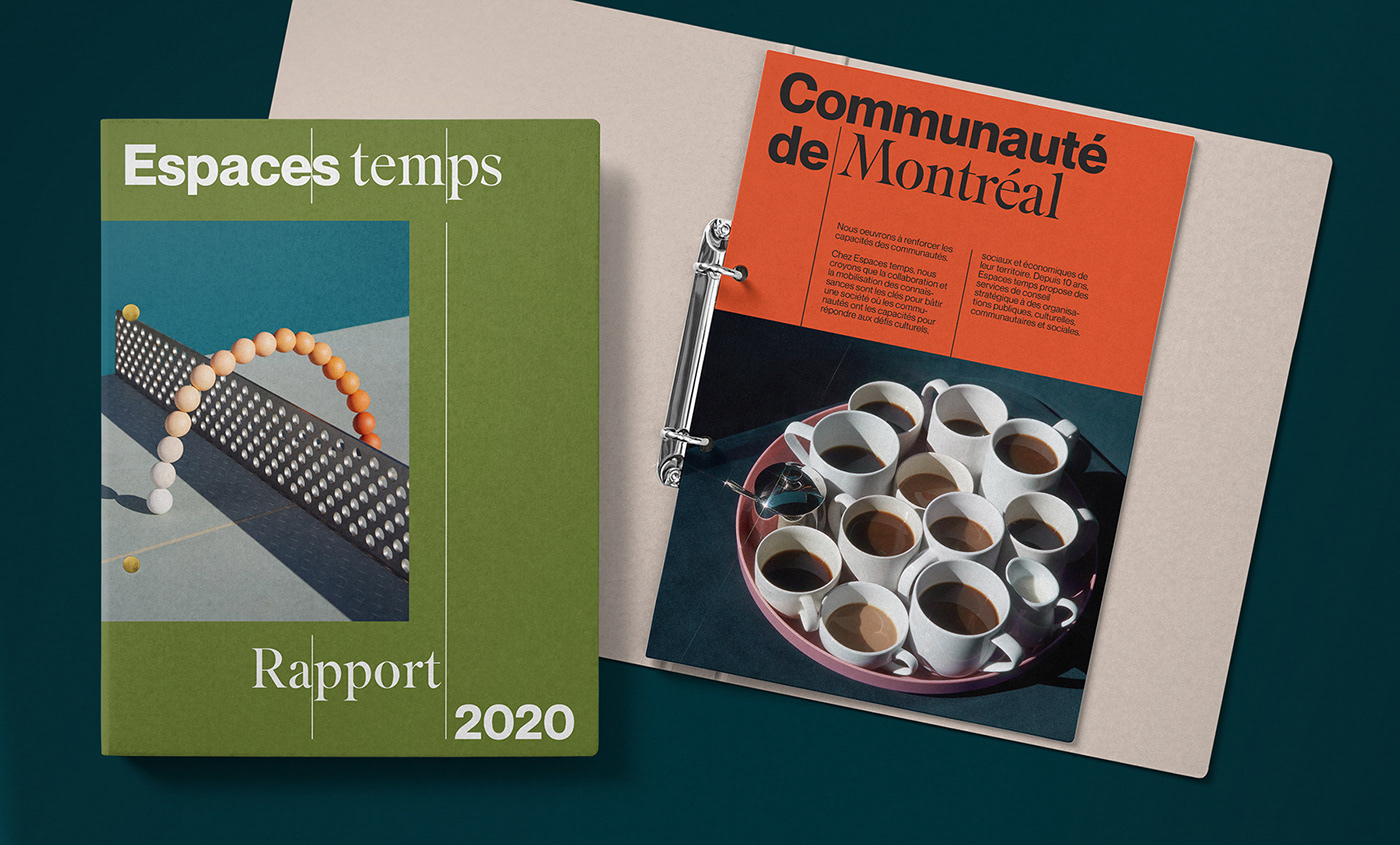 Espaces temps
Rapport
2020
Communauté
de Montréal
Nous oeuvrons à renforcer les
capacités des communautés.
Chez Espaces temps, nous
croyons que la collaboration et
la mobilisation des connais-
sances sont les clés pour bâtir
une société où les commu-
nautés ont les capacités pour
répondre aux défis culturels,
sociaux et économiques de
leur territoire. Depuis 10 ans,
Espaces temps propose des
services de conseil
stratégique à des organisa-
tions publiques, culturelles,
communautaires et sociales.